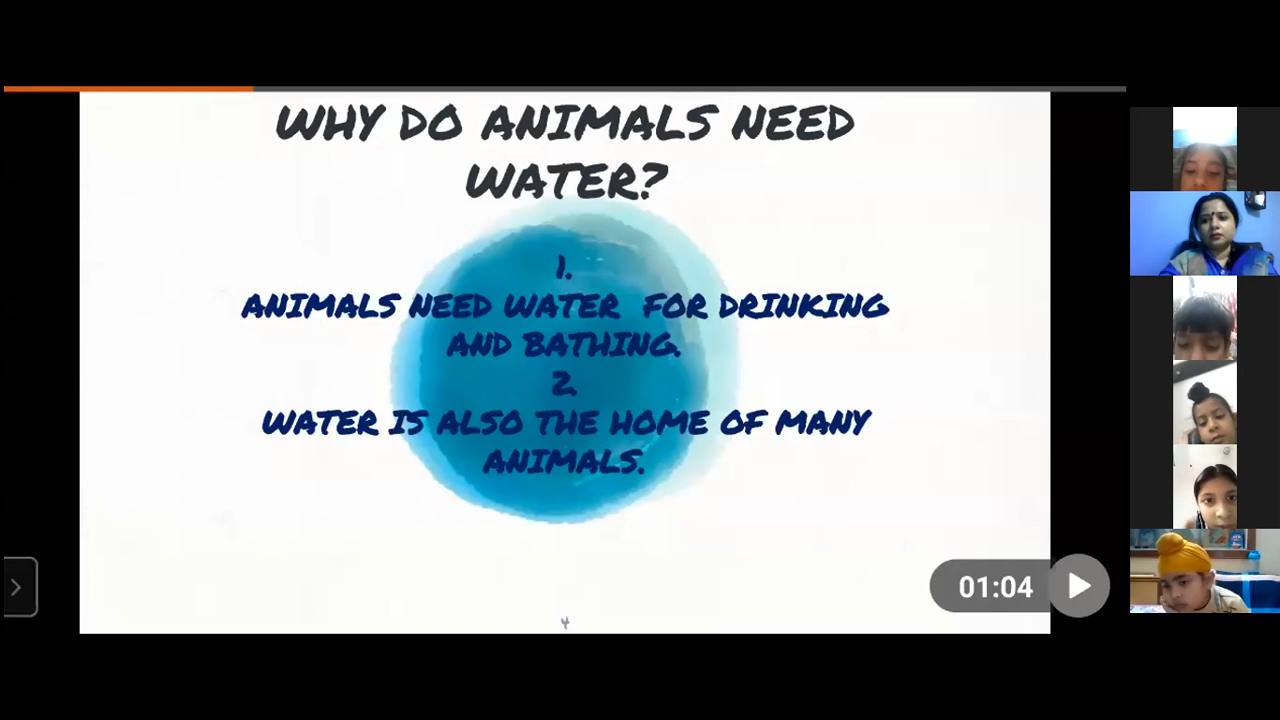 WHY DO ANIMALS NEED
WATER?
1.
ANIMALS NEED WATER FOR DRINKING
AND BATHING.
2.
WATER IS ALSO THE HOME OF MANY
ANIMALS.
01:04
4